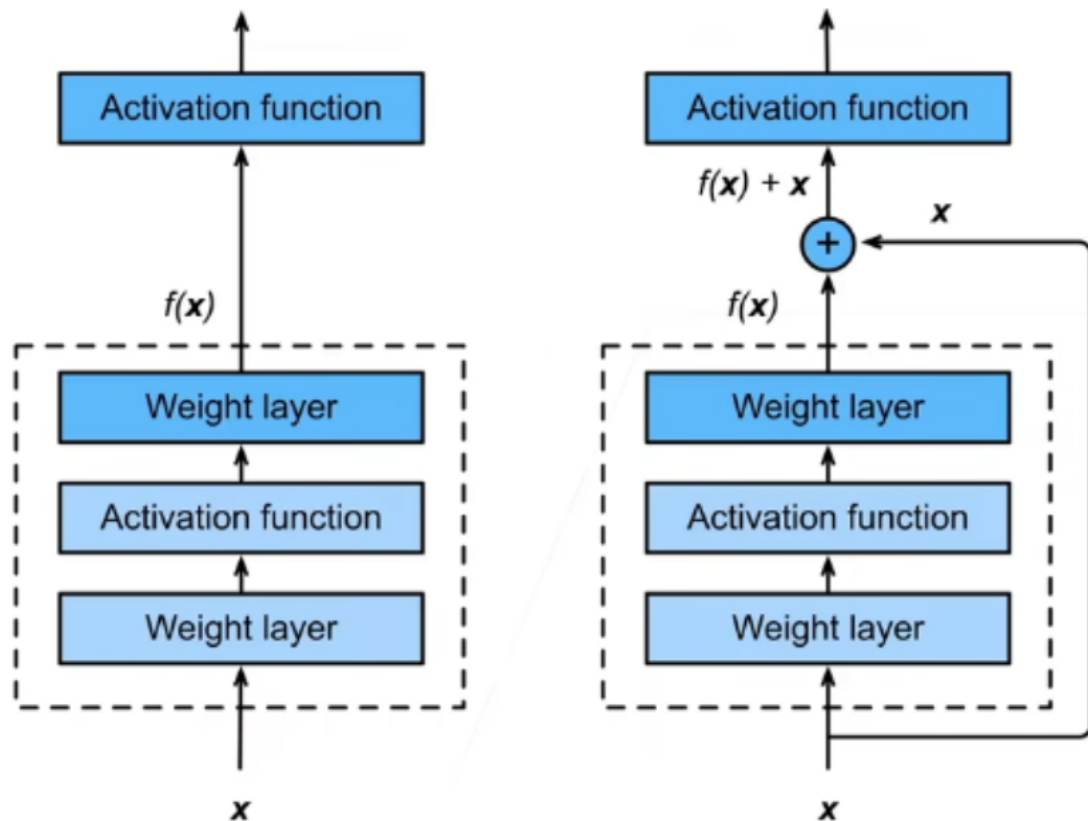 Activation function
f(x)
Weight layer
Activation function
Weight layer
x
Activation function
f(x) + x
x
+
f(x)
Weight layer
Activation function
Weight layer
x